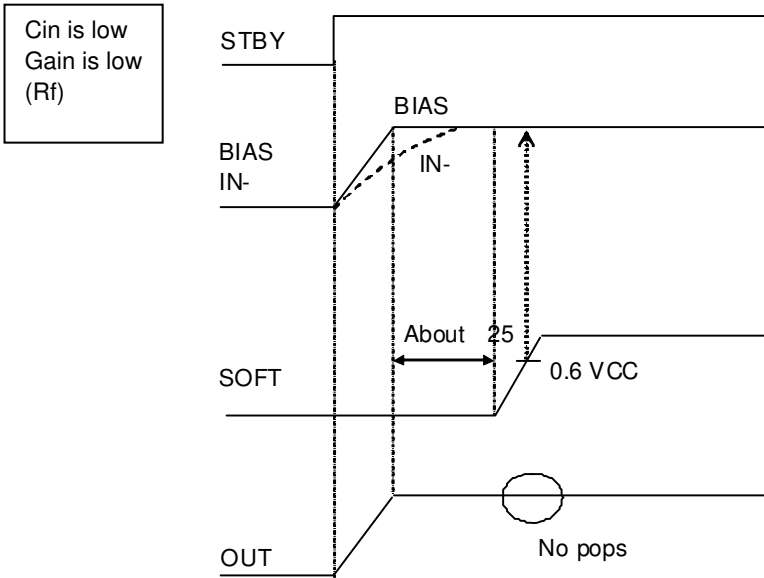 Cin is low
Gain is low
(Rf)
STBY
BIAS
BIAS
IN-
IN-
About 25
SOFT
0.6 VCC
OUT
No pops